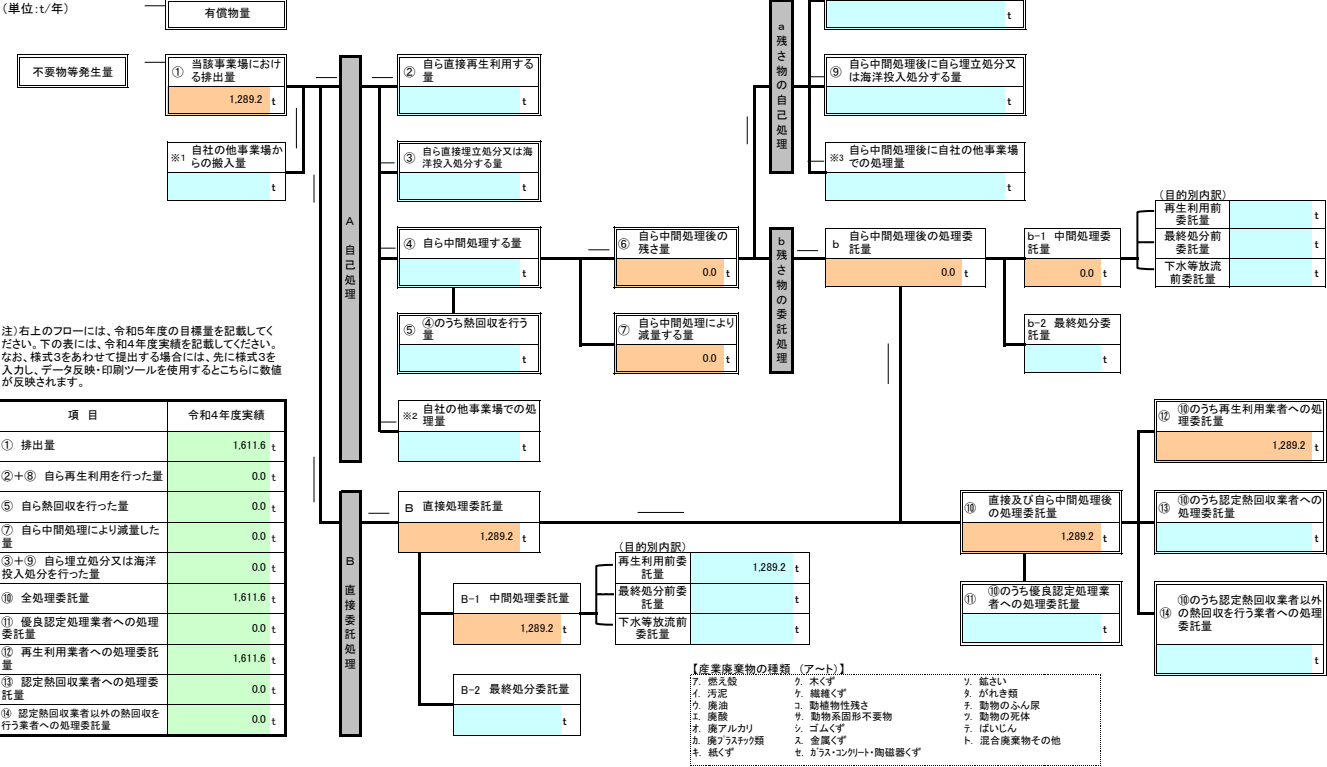 (単位:t/年)
有償物量
不要物等発生量
① 当該事業場におけ
る排出量
1,289.2 t
※1 自社の他事業場か
らの搬入量
t
A 自己処理
② 自ら直接再生利用する
量
t
③ 自ら直接埋立処分又は海
洋投入処分する量
t
④ 自ら中間処理する量
t
⑤ ④のうち熱回収を行う
量
t
※2 自社の他事業場での処
理量
t
⑥ 自ら中間処理後の
残さ量
0.0 t
⑦ 自ら中間処理により
減量する量
0.0 t
a 残さ物の自己処理
t
⑨ 自ら中間処理後に自ら埋立処分又
は海洋投入処分する量
t
※3 自ら中間処理後に自社の他事業場
での処理量
t
b 残さ物の委託処理
b 自ら中間処理後の処理委
託量
0.0 t
b-1 中間処理委
託量
0.0 t
(目的別内訳)
再生利用前
委託量 t
最終処分前
委託量 t
下水等放流
前委託量 t
b-2 最終処分委
託量
t
注)右上のフローには、令和5年度の目標量を記載してく
ださい。下の表には、令和4年度実績を記載してください。
なお、様式3をあわせて提出する場合には、先に様式3を
入力し、データ反映・印刷ツールを使用するとこちらに数値
が反映されます。
項 目 令和4年度実績
① 排出量 1,611.6 t
②+⑧ 自ら再生利用を行った量 0.0 t
⑤ 自ら熱回収を行った量 0.0 t
⑦ 自ら中間処理により減量した
量 0.0 t
③+⑨ 自ら埋立処分又は海洋
投入処分を行った量 0.0 t
⑩ 全処理委託量 1,611.6 t
⑪ 優良認定処理業者への処理
委託量 0.0 t
⑫ 再生利用業者への処理委託
量 1,611.6 t
⑬ 認定熱回収業者への処理委
託量 0.0 t
⑭ 認定熱回収業者以外の熱回収を
行う業者への処理委託量 0.0 t
B 直接委託処理
B 直接処理委託量
1,289.2 t
B-1 中間処理委託量
1,289.2 t
B-2 最終処分委託量
t
(目的別内訳)
再生利用前委
託量 1,289.2 t
最終処分前委
託量 t
下水等放流前
委託量 t
⑩ 直接及び自ら中間処理後
の処理委託量
1,289.2 t
⑪ ⑩のうち優良認定処理業
者への処理委託量
t
⑫ ⑩のうち再生利用業者への処
理委託量
1,289.2 t
⑬ ⑩のうち認定熱回収業者への
処理委託量
t
⑭ ⑩のうち認定熱回収業者以外
の熱回収を行う業者への処理
委託量
t
【産業廃棄物の種類 (ア~ト)】
ア. 燃え殻
イ. 汚泥
ウ. 廃油
エ. 廃酸
オ. 廃アルカリ
カ. 廃プラスチック類
キ. 紙くず
ク. 木くず
ケ. 繊維くず
コ. 動植物性残さ
サ. 動物系固形不要物
シ. ゴムくず
ス. 金属くず
セ. ガラス・コンクリート・陶磁器くず
ソ. 鉱さい
タ. がれき類
チ. 動物のふん尿
ツ. 動物の死体
テ. ばいじん
ト. 混合廃棄物その他